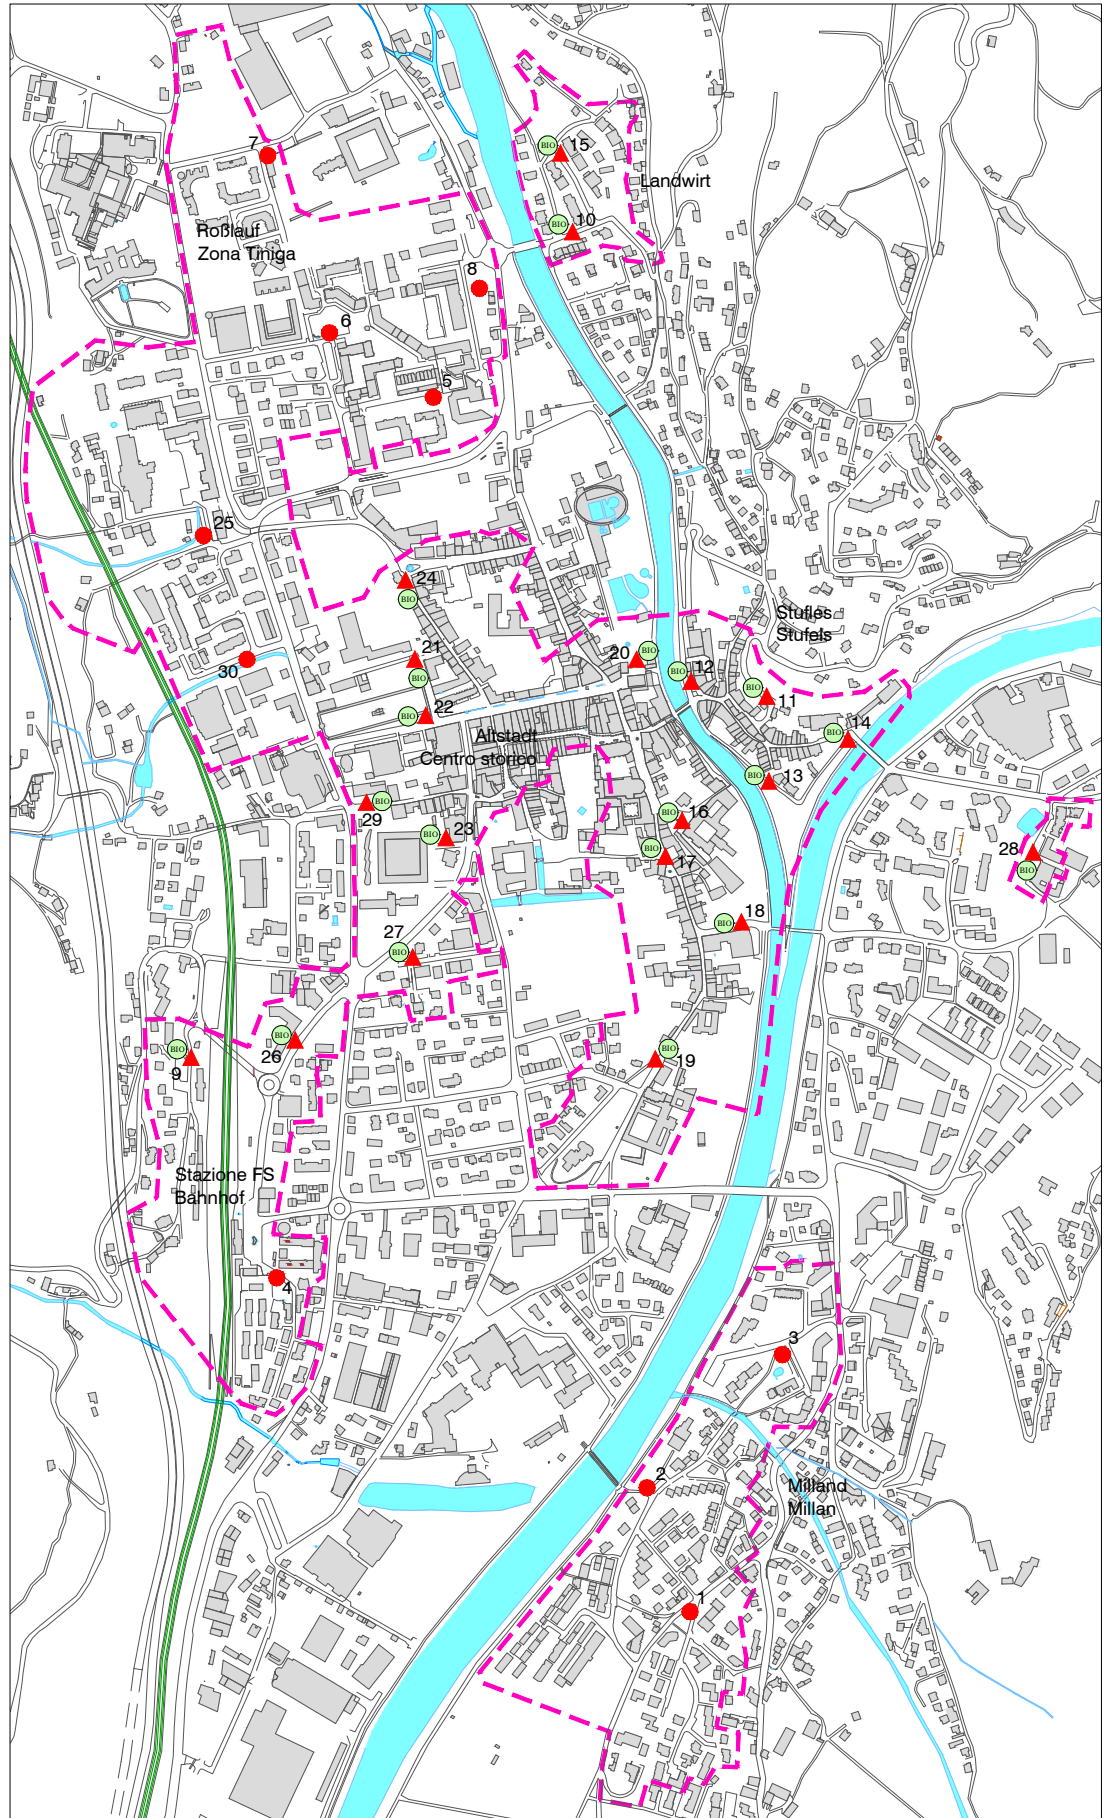 BIO
15
7
Landwirt
BIO
10
Roßlauf
Zona Tiniga
8
6
5
25
24
BIO
Stufles
Stufels
21
BIO
20
BIO
BIO
12
BIO
11
30
BIO
22
BIO
14
Altstadt
Centro storico
BIO
13
BIO
29
BIO
16
BIO
23
BIO
17
28
BIO
BIO
18
27
BIO
BIO
26
BIO
9
BIO
19
Stazione FS
Bahnhof
4
3
2
Milland
Millan
1